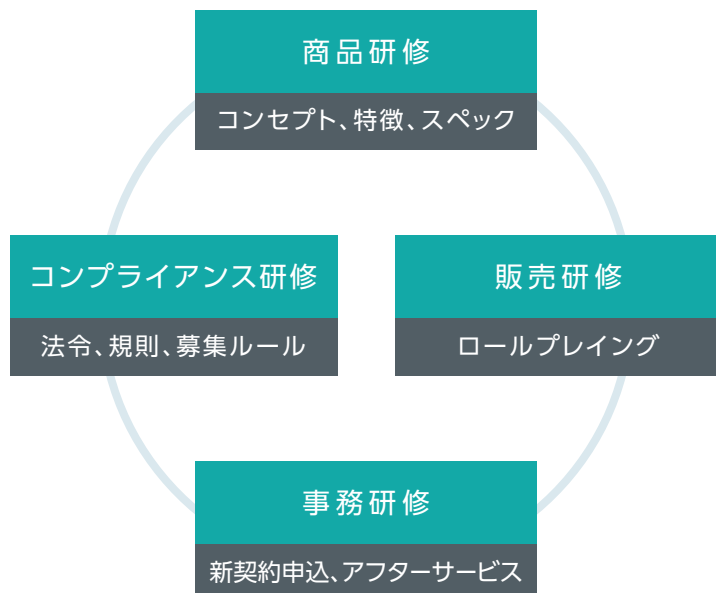 商品研修
コンセプト、特徴、スペック
コンプライアンス研修
法令、規則、募集ルール
販売研修
ロールプレイング
事務研修
新契約申込、アフターサービス